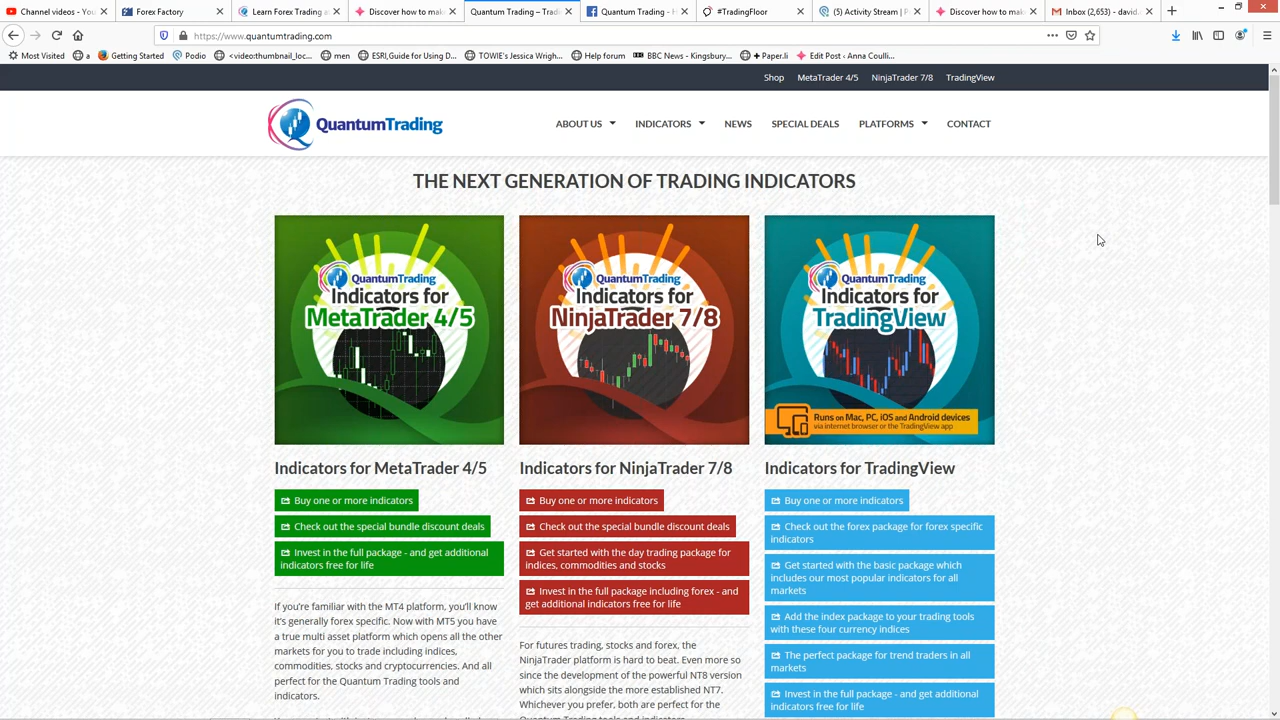 Channel videos - You
Forex Factory
Learn Forex Trading a
Discover how to mak
Quantum Trading – Trad
Quantum Trading - H
#TradingFloor
(5) Activity Stream | P
Discover how to mak
Inbox (2,653) - david.
https://www.quantumtrading.com
Most Visited
a
Getting Started
Podio
<video:thumbnail_loc...
men
ESRI,Guide for Using D...
TOWIE's Jessica Wrigh...
Help forum
BBC News - Kingsbury...
+ Paper.li
Edit Post ‹ Anna Coulli...
Shop MetaTrader 4/5 NinjaTrader 7/8 TradingView
QuantumTrading
ABOUT US INDICATORS NEWS SPECIAL DEALS PLATFORMS CONTACT
THE NEXT GENERATION OF TRADING INDICATORS
QuantumTrading
Indicators for
MetaTrader 4/5
QuantumTrading
Indicators for
NinjaTrader 7/8
QuantumTrading
Indicators for
TradingView
Runs on Mac, PC, iOS and Android devices
via internet browser or the TradingView app
Indicators for MetaTrader 4/5
Buy one or more indicators
Check out the special bundle discount deals
Invest in the full package - and get additional
indicators free for life
If you're familiar with the MT4 platform, you'll know
it's generally forex specific. Now with MT5 you have
a true multi asset platform which opens all the other
markets for you to trade including indices,
commodities, stocks and cryptocurrencies. And all
perfect for the Quantum Trading tools and
indicators.
Indicators for NinjaTrader 7/8
Buy one or more indicators
Check out the special bundle discount deals
Get started with the day trading package for
indices, commodities and stocks
Invest in the full package including forex - and
get additional indicators free for life
For futures trading, stocks and forex, the
NinjaTrader platform is hard to beat. Even more so
since the development of the powerful NT8 version
which sits alongside the more established NT7.
Whichever you prefer, both are perfect for the
Quantum Trading tools and indicators.
Indicators for TradingView
Buy one or more indicators
Check out the forex package for forex specific
indicators
Get started with the basic package which
includes our most popular indicators for all
markets
Add the index package to your trading tools
with these four currency indices
The perfect package for trend traders in all
markets
Invest in the full package - and get additional
indicators free for life